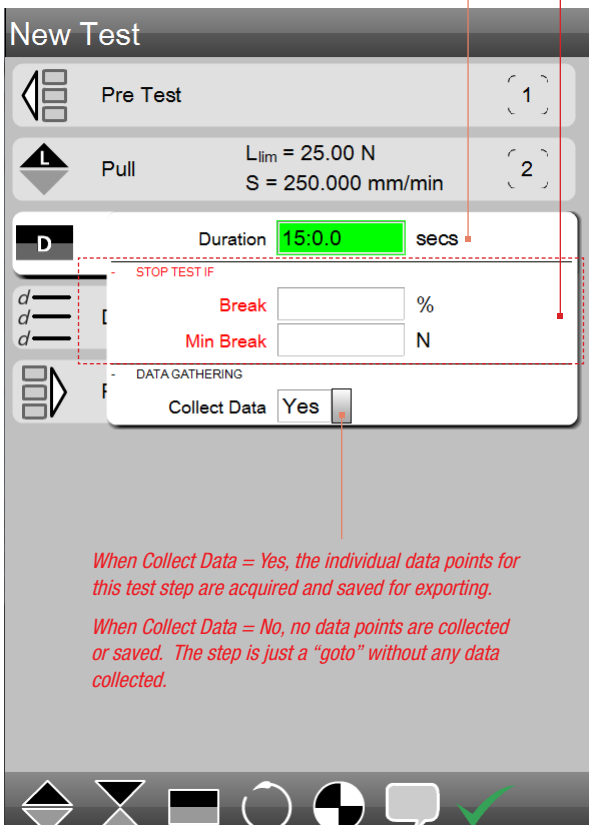 New Test
Pre Test 1
L Pull Llim = 25.00 N 2
S = 250.000 mm/min
D Duration 15:0.0 secs
- STOP TEST IF
d
d
d
Break %
Min Break N
- DATA GATHERING
Collect Data Yes
When Collect Data = Yes, the individual data points for
this test step are acquired and saved for exporting.
When Collect Data = No, no data points are collected
or saved. The step is just a “goto” without any data
collected.